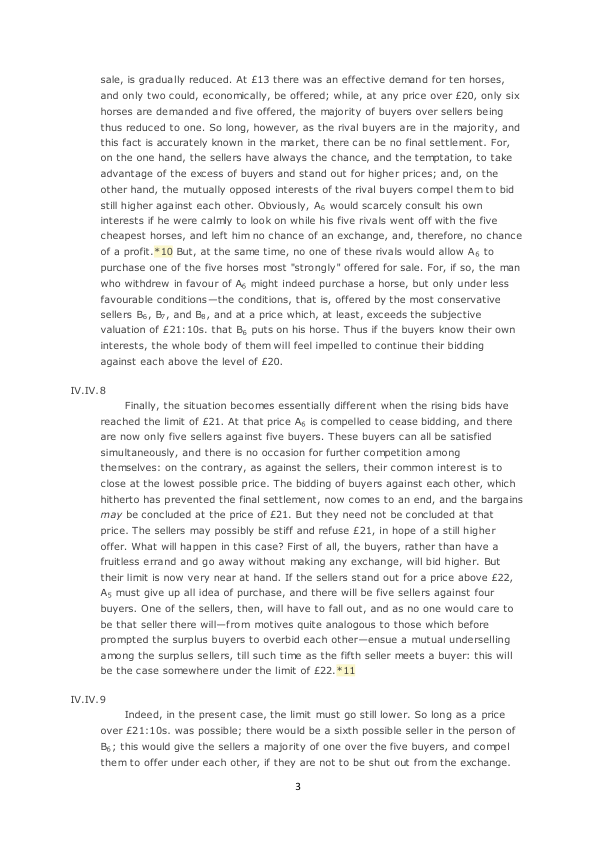 sale, is gradually reduced. At £13 there was an effective demand for ten horses,
and only two could, economically, be offered; while, at any price over £20, only six
horses are demanded and five offered, the majority of buyers over sellers being
thus reduced to one. So long, however, as the rival buyers are in the majority, and
this fact is accurately known in the market, there can be no final settlement. For,
on the one hand, the sellers have always the chance, and the temptation, to take
advantage of the excess of buyers and stand out for higher prices; and, on the
other hand, the mutually opposed interests of the rival buyers compel them to bid
still higher against each other. Obviously, A6 would scarcely consult his own
interests if he were calmly to look on while his five rivals went off with the five
cheapest horses, and left him no chance of an exchange, and, therefore, no chance
of a profit.*10 But, at the same time, no one of these rivals would allow A6 to
purchase one of the five horses most "strongly" offered for sale. For, if so, the man
who withdrew in favour of A6 might indeed purchase a horse, but only under less
favourable conditions—the conditions, that is, offered by the most conservative
sellers B6, B7, and B8, and at a price which, at least, exceeds the subjective
valuation of £21:10s. that B6 puts on his horse. Thus if the buyers know their own
interests, the whole body of them will feel impelled to continue their bidding
against each above the level of £20.
IV.IV.8
Finally, the situation becomes essentially different when the rising bids have
reached the limit of £21. At that price A6 is compelled to cease bidding, and there
are now only five sellers against five buyers. These buyers can all be satisfied
simultaneously, and there is no occasion for further competition among
themselves: on the contrary, as against the sellers, their common interest is to
close at the lowest possible price. The bidding of buyers against each other, which
hitherto has prevented the final settlement, now comes to an end, and the bargains
may be concluded at the price of £21. But they need not be concluded at that
price. The sellers may possibly be stiff and refuse £21, in hope of a still higher
offer. What will happen in this case? First of all, the buyers, rather than have a
fruitless errand and go away without making any exchange, will bid higher. But
their limit is now very near at hand. If the sellers stand out for a price above £22,
A5 must give up all idea of purchase, and there will be five sellers against four
buyers. One of the sellers, then, will have to fall out, and as no one would care to
be that seller there will—from motives quite analogous to those which before
prompted the surplus buyers to overbid each other—ensue a mutual underselling
among the surplus sellers, till such time as the fifth seller meets a buyer: this will
be the case somewhere under the limit of £22.*11
IV.IV.9
Indeed, in the present case, the limit must go still lower. So long as a price
over £21:10s. was possible; there would be a sixth possible seller in the person of
B6; this would give the sellers a majority of one over the five buyers, and compel
them to offer under each other, if they are not to be shut out from the exchange.
3